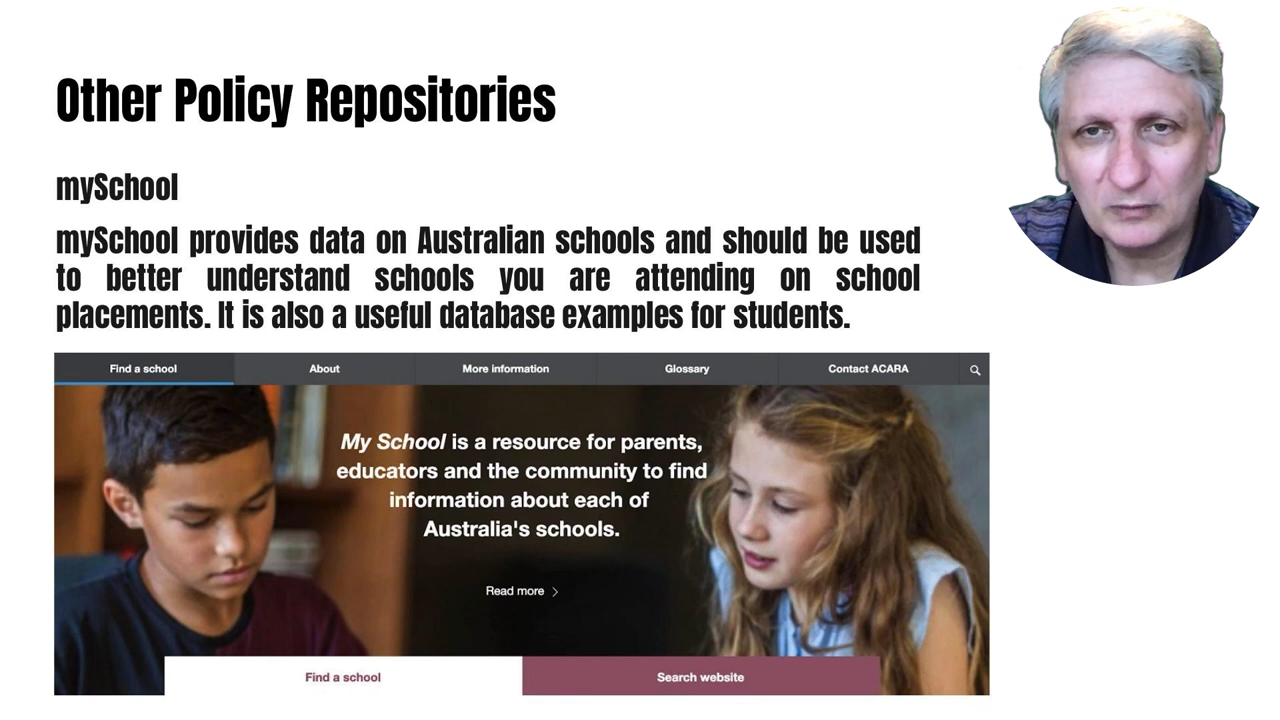 Other Policy Repositories
mySchool
mySchool provides data on Australian schools and should be used
to better understand schools you are attending on school
placements. It is also a useful database examples for students.
Find a school
About
More information
Glossary
Contact ACARA
My School is a resource for parents,
educators and the community to find
information about each of
Australia's schools.
Read more
Find a school
Search website